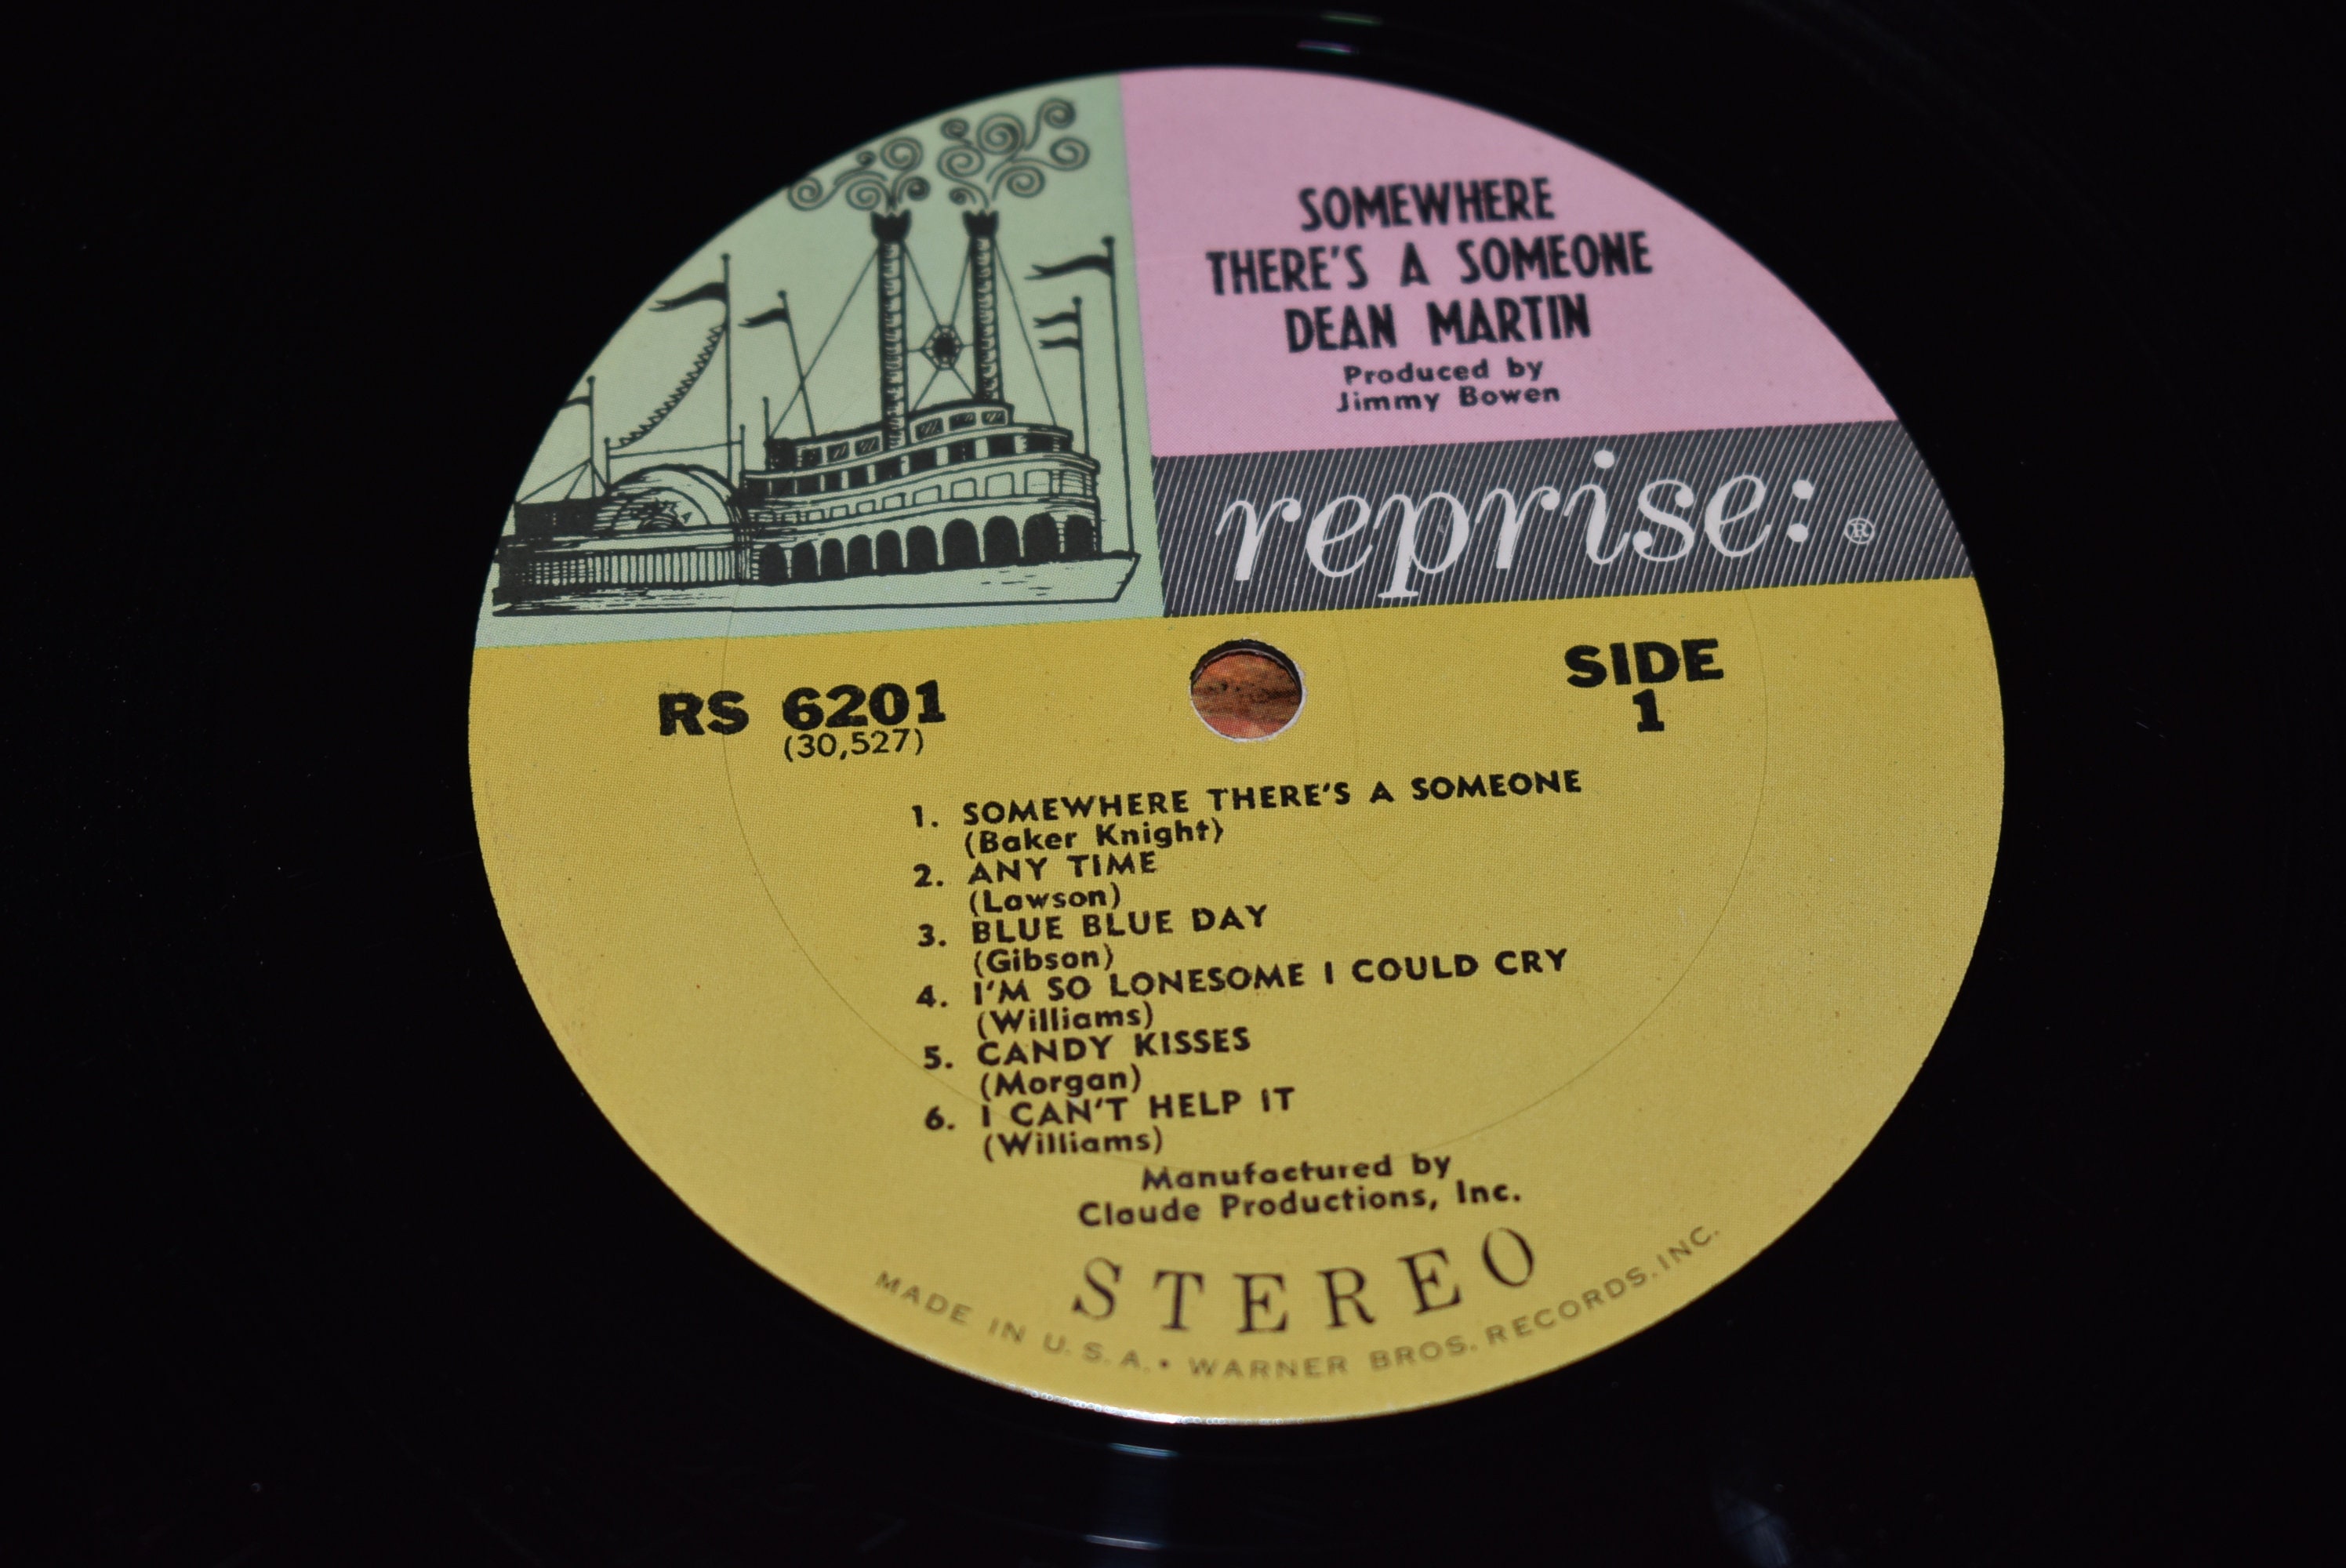 SOMEWHERE
THERE'S A SOMEONE
DEAN MARTIN
Produced by
Jimmy Bowen
reprise: ®
RS 6201
(30,527)
SIDE
1
1. SOMEWHERE THERE'S A SOMEONE
(Baker Knight)
2. ANY TIME
(Lawson)
3. BLUE BLUE DAY
(Gibson)
4. I'M SO LONESOME I COULD CRY
(Williams)
5. CANDY KISSES
(Morgan)
6. I CAN'T HELP IT
(Williams)
Manufactured by
Claude Productions, Inc.
STEREO
MADE IN U.S.A. • WARNER BROS. RECORDS. INC.